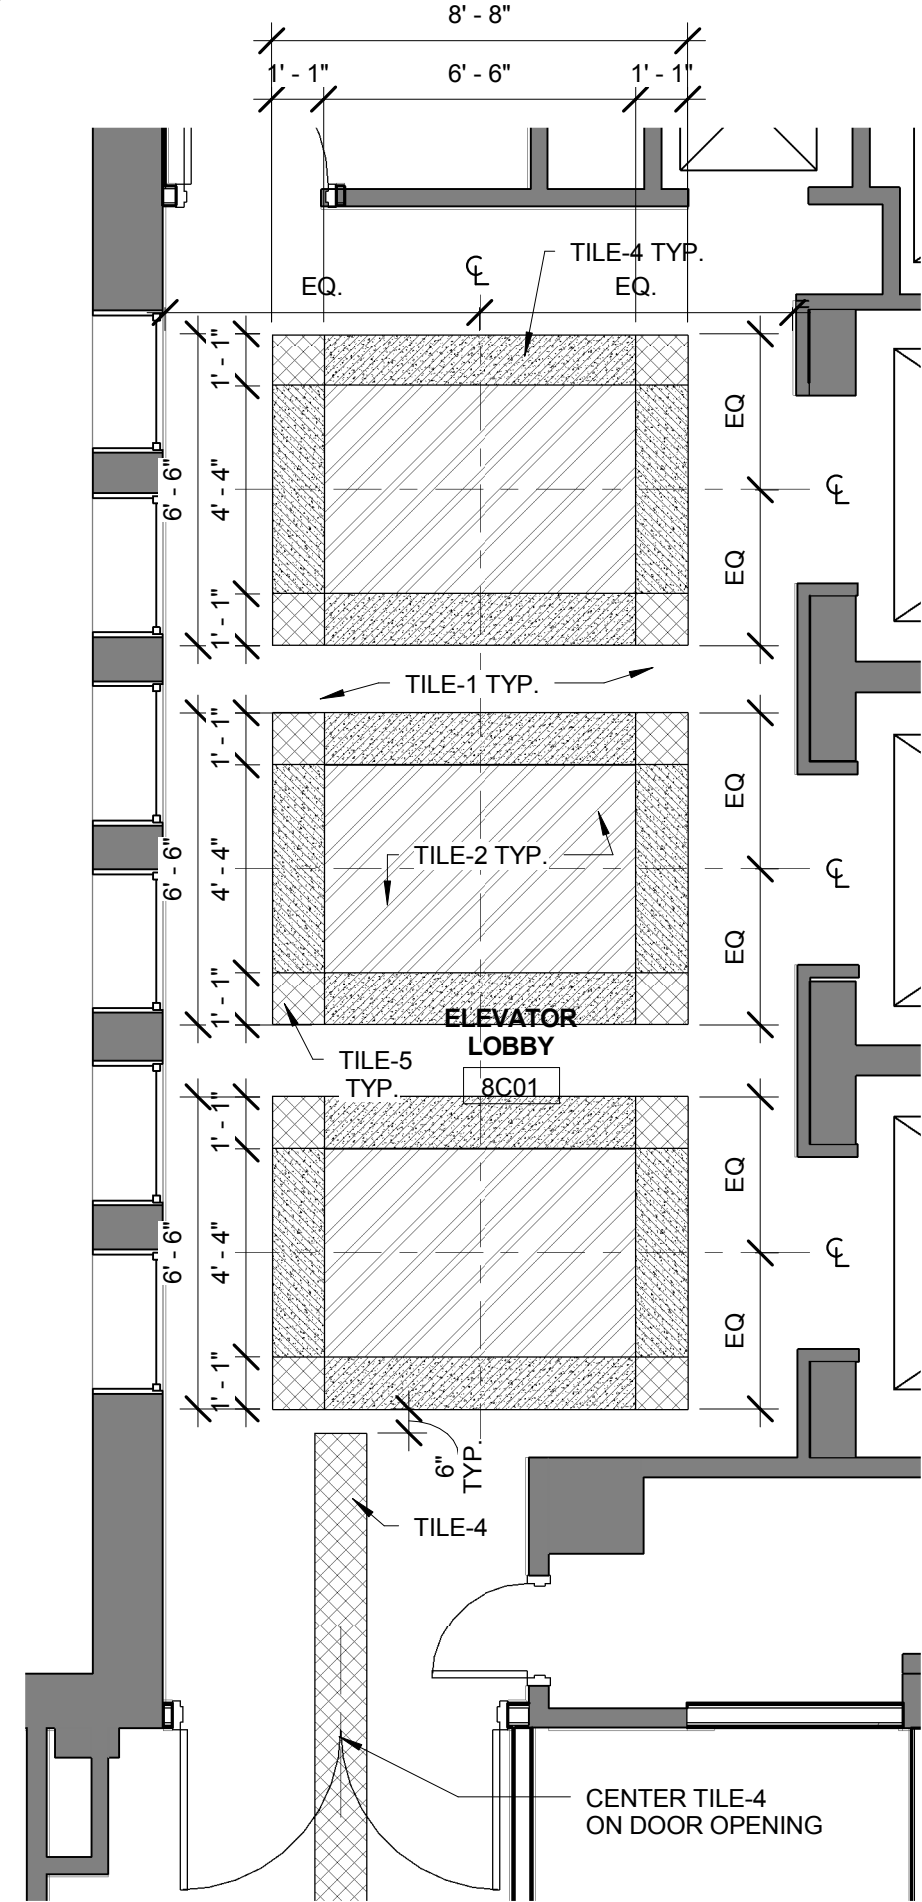 8' - 8"
1' - 1"
6' - 6"
1' - 1"
TILE-4 TYP.
℄
EQ.
EQ.
1' - 1"
6' - 6"
4' - 4"
1' - 1"
EQ
EQ
℄
TILE-1 TYP.
1' - 1"
6' - 6"
4' - 4"
1' - 1"
EQ
EQ
℄
TILE-2 TYP.
ELEVATOR
LOBBY
8C01
TILE-5
TYP.
1' - 1"
6' - 6"
4' - 4"
1' - 1"
EQ
EQ
℄
6"
TYP.
TILE-4
CENTER TILE-4
ON DOOR OPENING